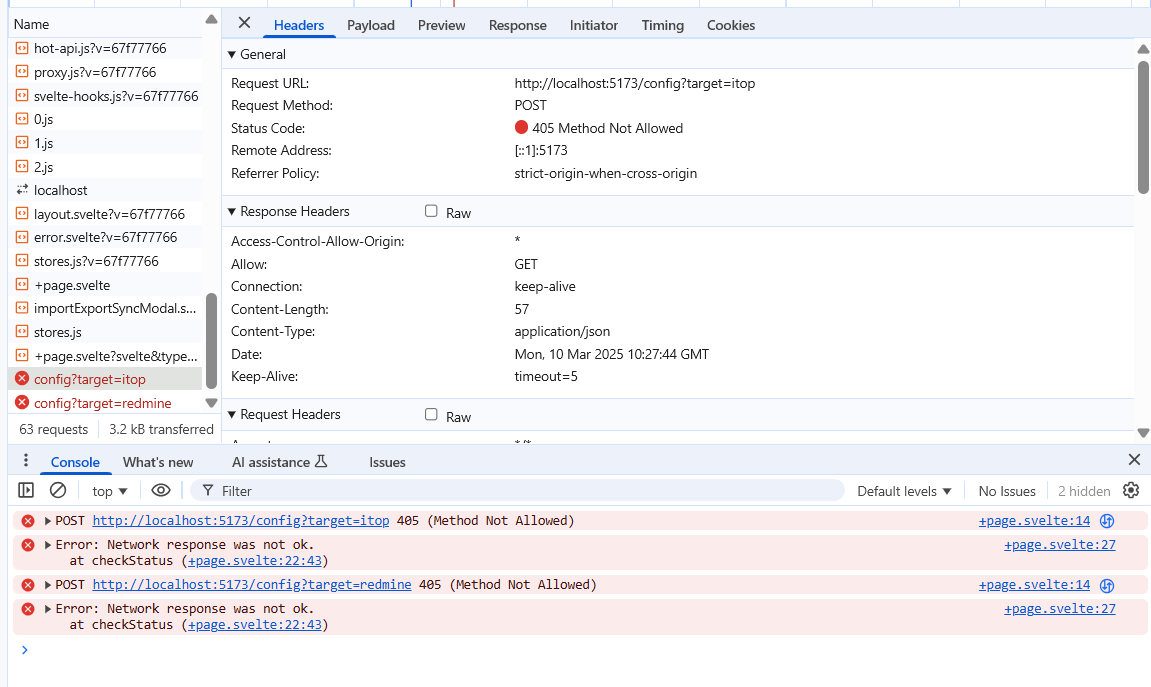 Name
hot-api.js?v=67f77766
proxy.js?v=67f77766
svelte-hooks.js?v=67f77766
0.js
1.js
2.js
localhost
layout.svelte?v=67f77766
error.svelte?v=67f77766
stores.js?v=67f77766
+page.svelte
importExportSyncModal.s...
stores.js
+page.svelte?svelte&type...
config?target=itop
config?target=redmine
63 requests 3.2 kB transferred
Headers Payload Preview Response Initiator Timing Cookies
General
Request URL: http://localhost:5173/config?target=itop
Request Method: POST
Status Code: 405 Method Not Allowed
Remote Address: [::1]:5173
Referrer Policy: strict-origin-when-cross-origin
Response Headers Raw
Access-Control-Allow-Origin: *
Allow: GET
Connection: keep-alive
Content-Length: 57
Content-Type: application/json
Date: Mon, 10 Mar 2025 10:27:44 GMT
Keep-Alive: timeout=5
Request Headers Raw
Console What's new AI assistance Issues
top Filter Default levels No Issues 2 hidden
POST http://localhost:5173/config?target=itop 405 (Method Not Allowed) +page.svelte:14
Error: Network response was not ok. +page.svelte:27
at checkStatus (+page.svelte:22:43)
POST http://localhost:5173/config?target=redmine 405 (Method Not Allowed) +page.svelte:14
Error: Network response was not ok. +page.svelte:27
at checkStatus (+page.svelte:22:43)